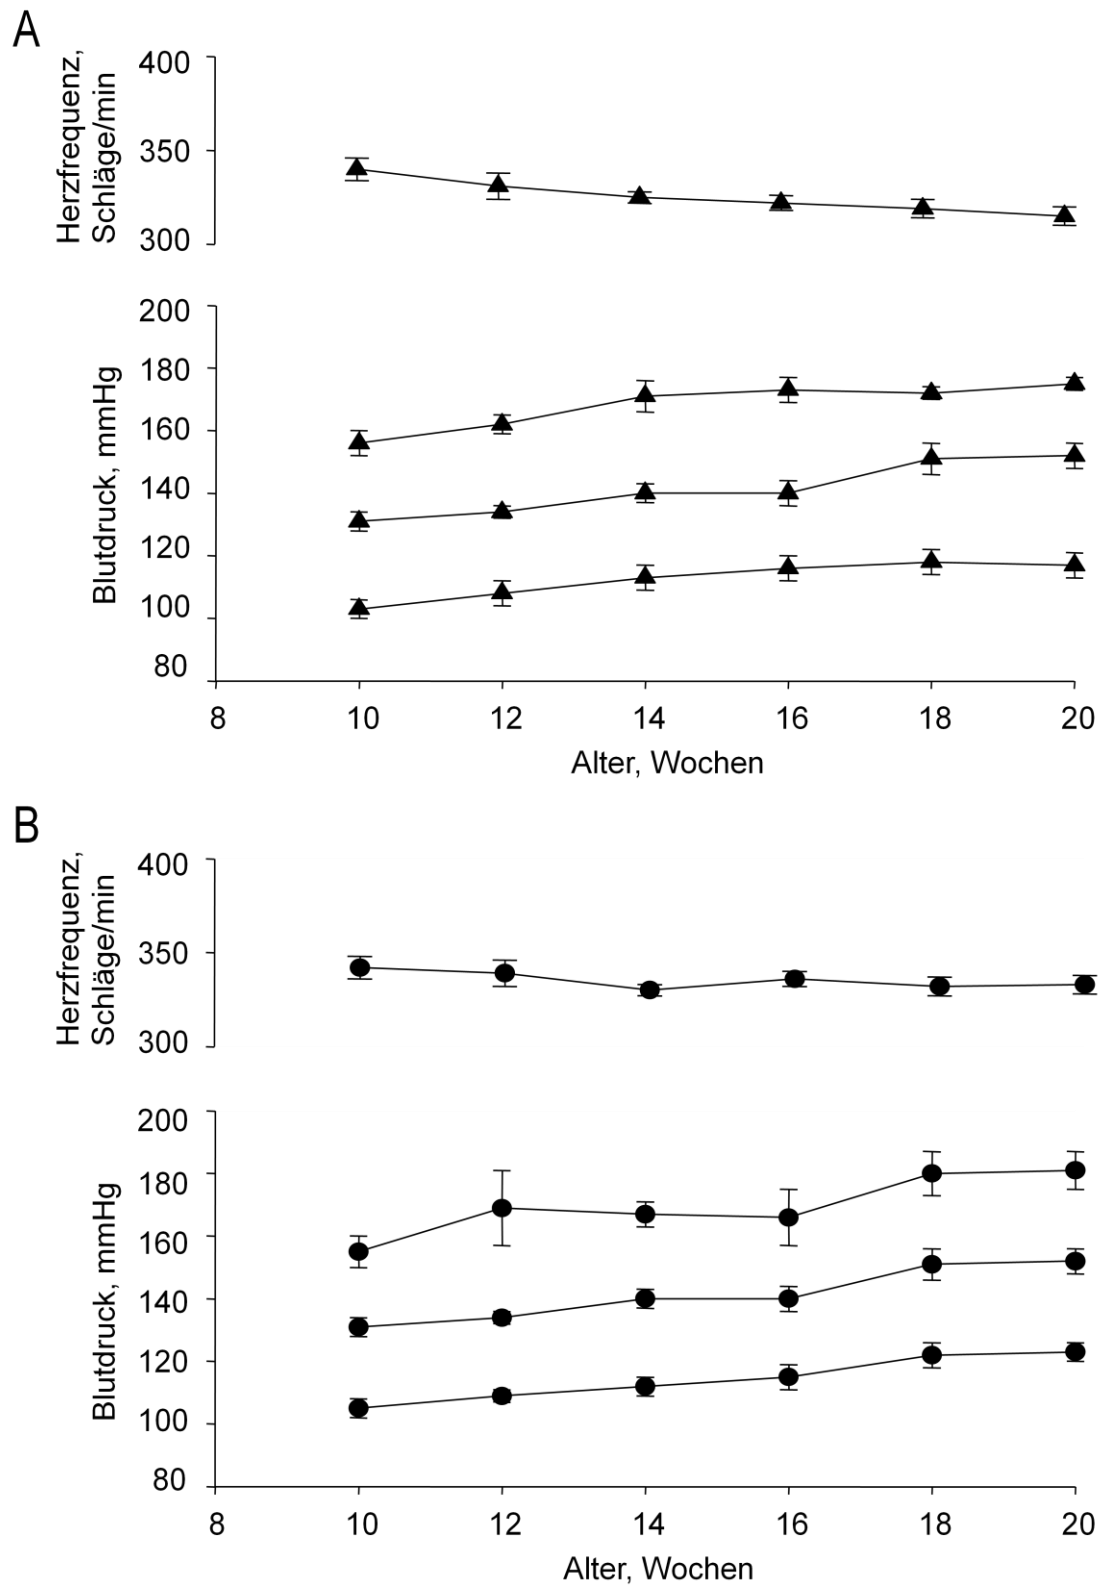 A
Herzfrequenz,
Schläge/min
400
350
300
Blutdruck, mmHg
200
180
160
140
120
100
80
8 10 12 14 16 18 20
Alter, Wochen
B
Herzfrequenz,
Schläge/min
400
350
300
Blutdruck, mmHg
200
180
160
140
120
100
80
8 10 12 14 16 18 20
Alter, Wochen